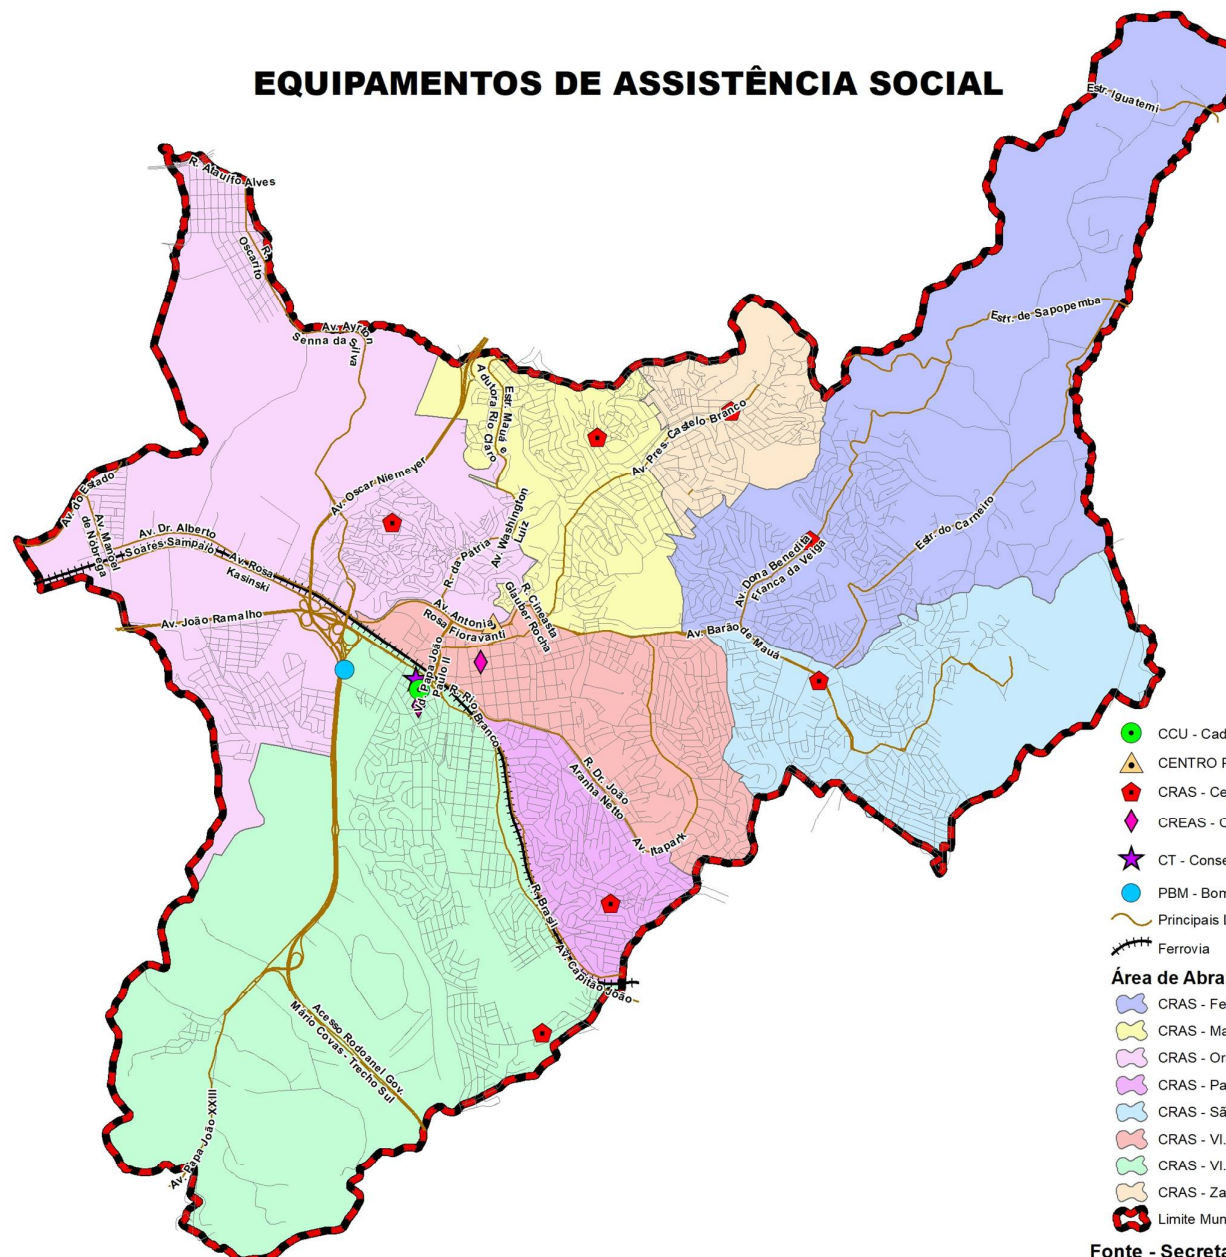 EQUIPAMENTOS DE ASSISTÊNCIA SOCIAL
Estr. Iguatemi
R. Ataulfo Alves
R.
Oscarito
Av. Ayrton
Senna da Silva
Estr. de Sapopemba
Adutora Rio Claro
Estr. Mauá e
Av. Pres. Castelo Branco
Av. do Estado
Av. Oscar Niemeyer
Av. Manoel
de Nóbrega
Av. Dr. Alberto
Soares Sampaio
Av. Rosa
Kasinski
R. da Pátria
Av. Washington
Luiz
Estr. do Carneiro
Av. Dona Benedita
Franca da Veiga
Av. João Ramalho
Av. Antonia
Rosa Fioravanti
R. Cineasta
Glauber Rocha
Av. Barão de Mauá
Vd. Papa João
Paulo II
R. Rio Branco
R. Dr. João
Aranha Netto
Av. Itapark
R. Brasil
Av. Capitão João
Acesso Rodoanel Gov.
Mário Covas - Trecho Sul
Av. Papa João XXIII
CCU - Cad
CENTRO P
CRAS - Ce
CREAS - C
CT - Conse
PBM - Bom
Principais L
Ferrovia
Área de Abra
CRAS - Fe
CRAS - Ma
CRAS - Or
CRAS - Pa
CRAS - Sã
CRAS - VI.
CRAS - VI.
CRAS - Za
Limite Mun
Fonte - Secreta